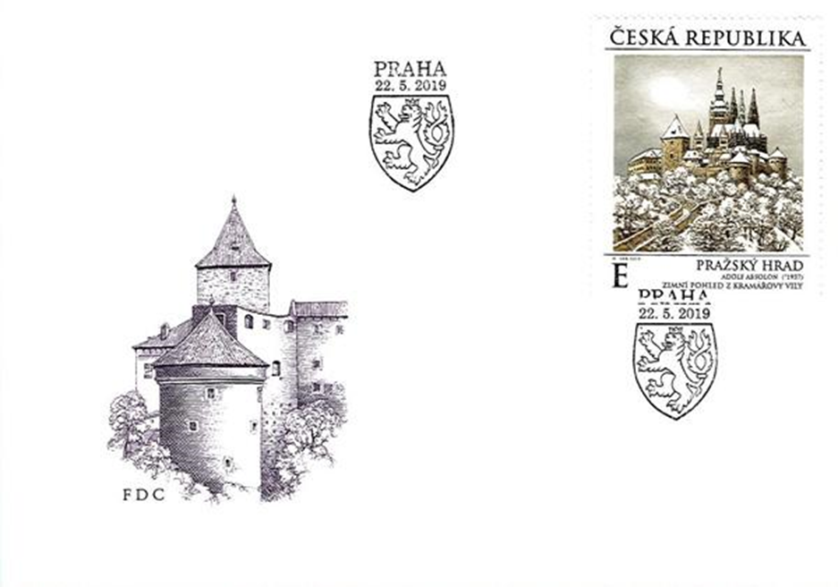 PRAHA
22. 5. 2019
ČESKÁ REPUBLIKA
PRAŽSKÝ HRAD
ADOLF ABSOLON (*1937)
E
ZIMNÍ POHLED Z KRAMÁŘOVY VILY
PRAHA
22. 5. 2019
FDC